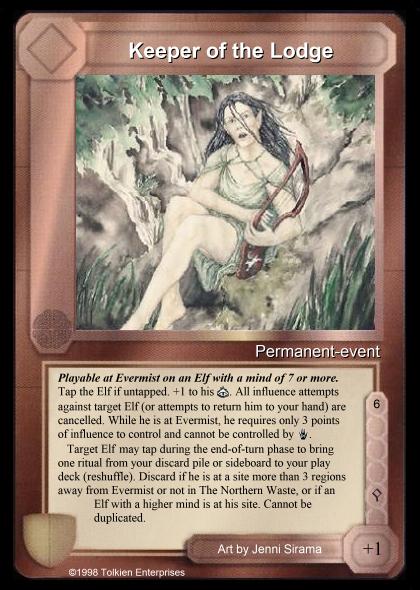 Keeper of the Lodge
Permanent-event
Playable at Evermist on an Elf with a mind of 7 or more.
Tap the Elf if untapped. +1 to his . All influence attempts
against target Elf (or attempts to return him to your hand) are
cancelled. While he is at Evermist, he requires only 3 points
of influence to control and cannot be controlled by .
Target Elf may tap during the end-of-turn phase to bring
one ritual from your discard pile or sideboard to your play
deck (reshuffle). Discard if he is at a site more than 3 regions
away from Evermist or not in The Northern Waste, or if an
Elf with a higher mind is at his site. Cannot be
duplicated.
6
Art by Jenni Sirama
+1
©1998 Tolkien Enterprises